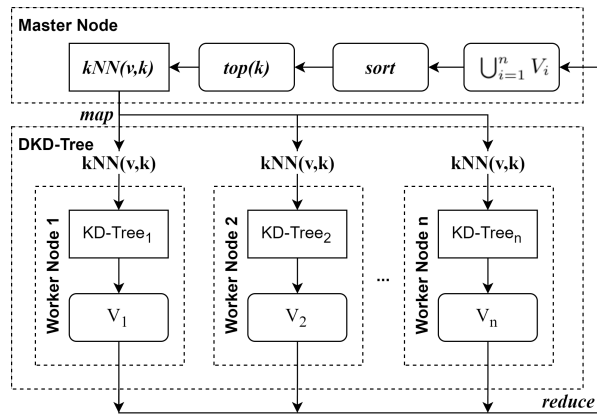 Master Node
kNN(v,k)
top(k)
sort
⋃ⁿᵢ₌₁ Vᵢ
map
DKD-Tree
kNN(v,k)
kNN(v,k)
kNN(v,k)
Worker Node 1
KD-Tree₁
V₁
Worker Node 2
KD-Tree₂
V₂
...
Worker Node n
KD-Treeₙ
Vₙ
reduce